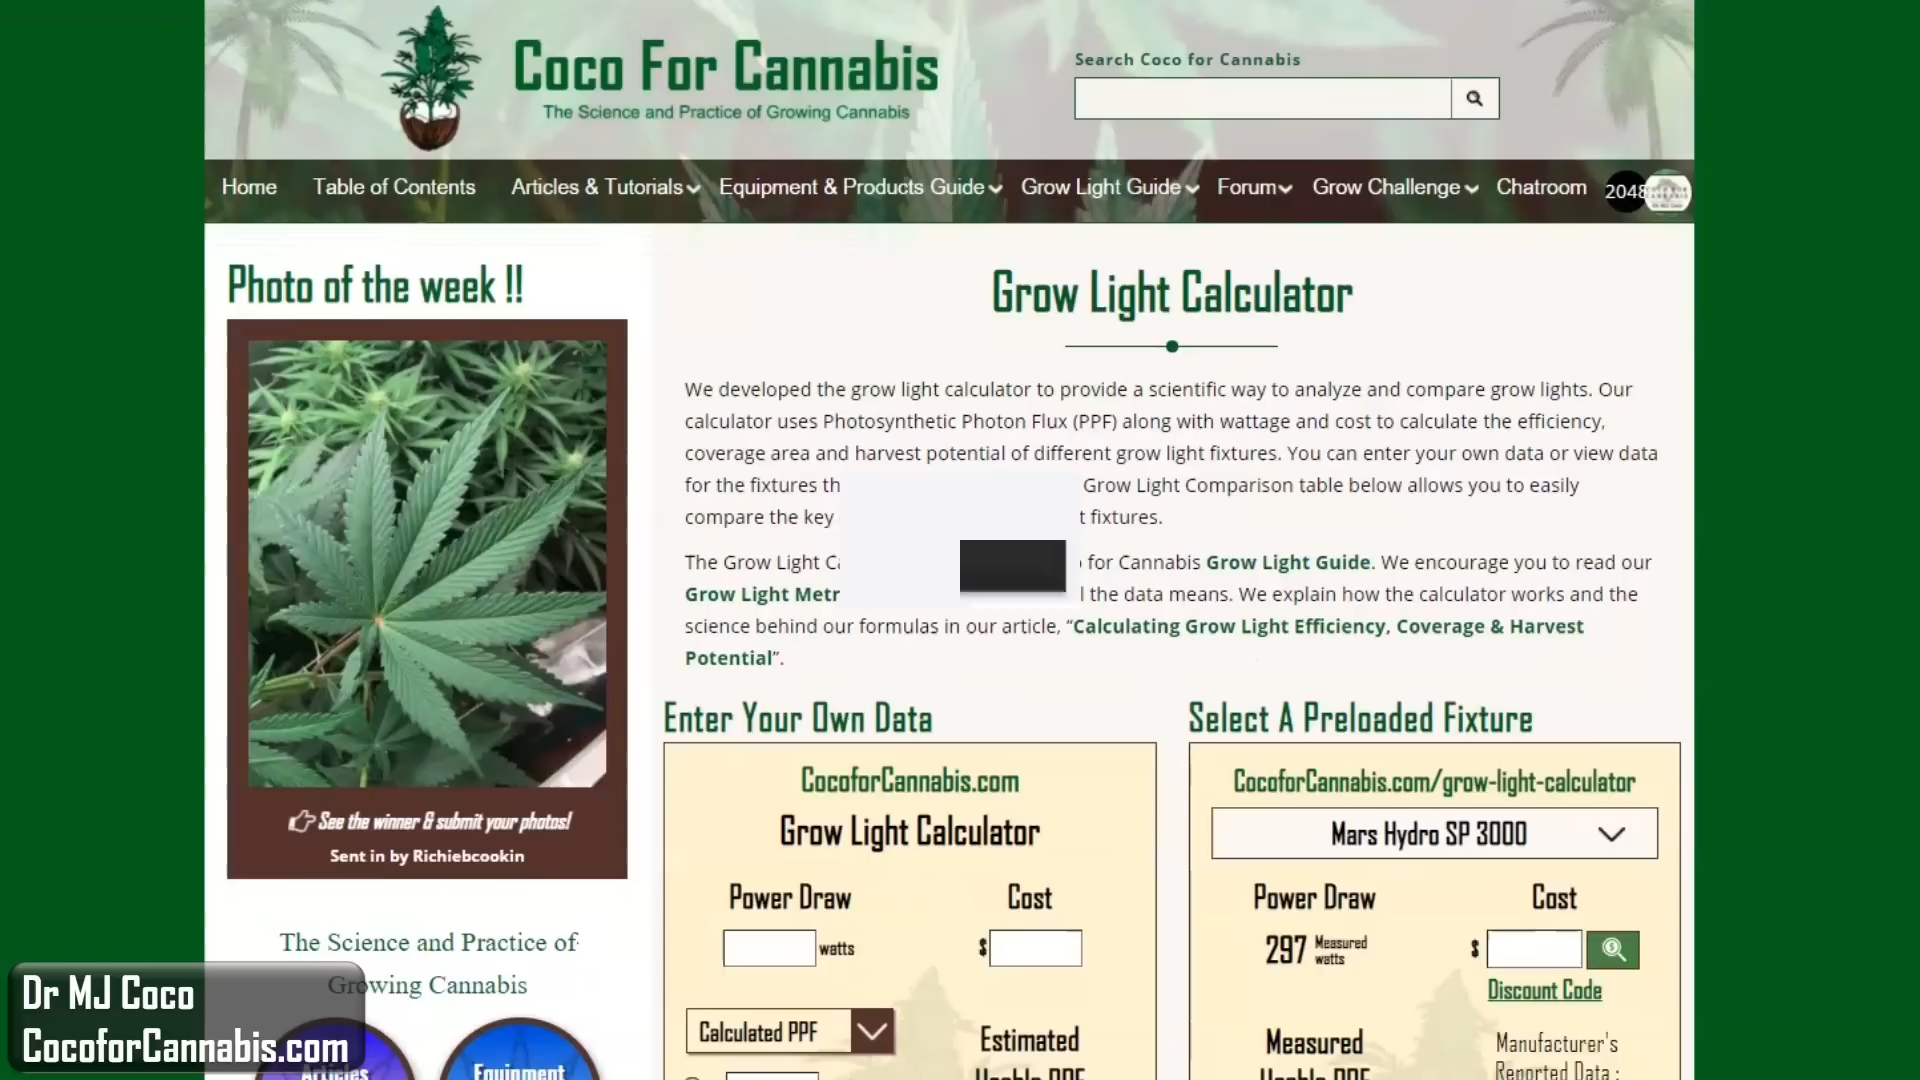 Coco For Cannabis
The Science and Practice of Growing Cannabis
Search Coco for Cannabis
Home Table of Contents Articles & Tutorials Equipment & Products Guide Grow Light Guide Forum Grow Challenge Chatroom 2048
Photo of the week !!
See the winner & submit your photos!
Sent in by Richiebcookin
The Science and Practice of
Growing Cannabis
Articles
Equipment
Grow Light Calculator
We developed the grow light calculator to provide a scientific way to analyze and compare grow lights. Our
calculator uses Photosynthetic Photon Flux (PPF) along with wattage and cost to calculate the efficiency,
coverage area and harvest potential of different grow light fixtures. You can enter your own data or view data
for the fixtures Grow Light Comparison table below allows you to easily
compare the key fixtures.
The Grow Light for Cannabis Grow Light Guide. We encourage you to read our
Grow Light the data means. We explain how the calculator works and the
science behind our formulas in our article, “Calculating Grow Light Efficiency, Coverage & Harvest
Potential”.
Enter Your Own Data
CocoforCannabis.com
Grow Light Calculator
Power Draw Cost
watts $
Calculated PPF
Estimated
Usable PPF
Select A Preloaded Fixture
CocoforCannabis.com/grow-light-calculator
Mars Hydro SP 3000
Power Draw Cost
297 Measured watts $
Discount Code
Measured
Usable PPF
Manufacturer's
Reported Data :
Dr MJ Coco
CocoforCannabis.com